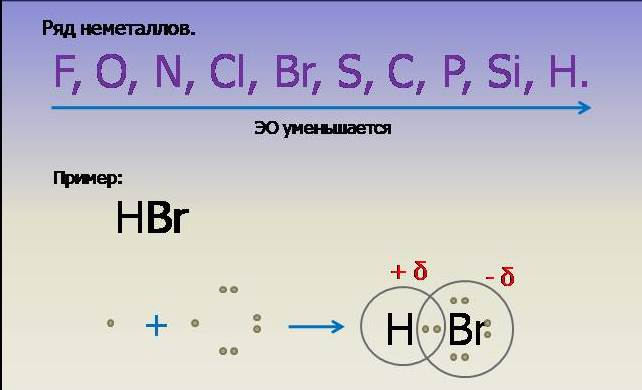 Ряд неметаллов.
F, O, N, Cl, Br, S, C, P, Si, H.
ЭО уменьшается
Пример:
HBr
+ δ - δ
+ H Br